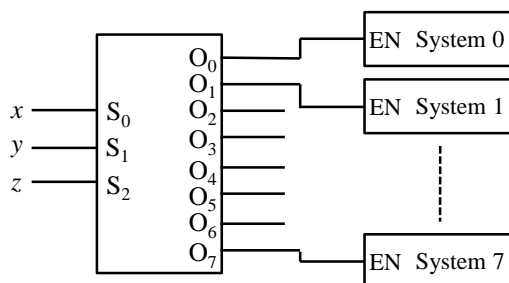 O₀ EN System 0
O₁
x S₀ O₂ EN System 1
y S₁ O₃
z S₂ O₄
O₅
O₆
O₇ EN System 7